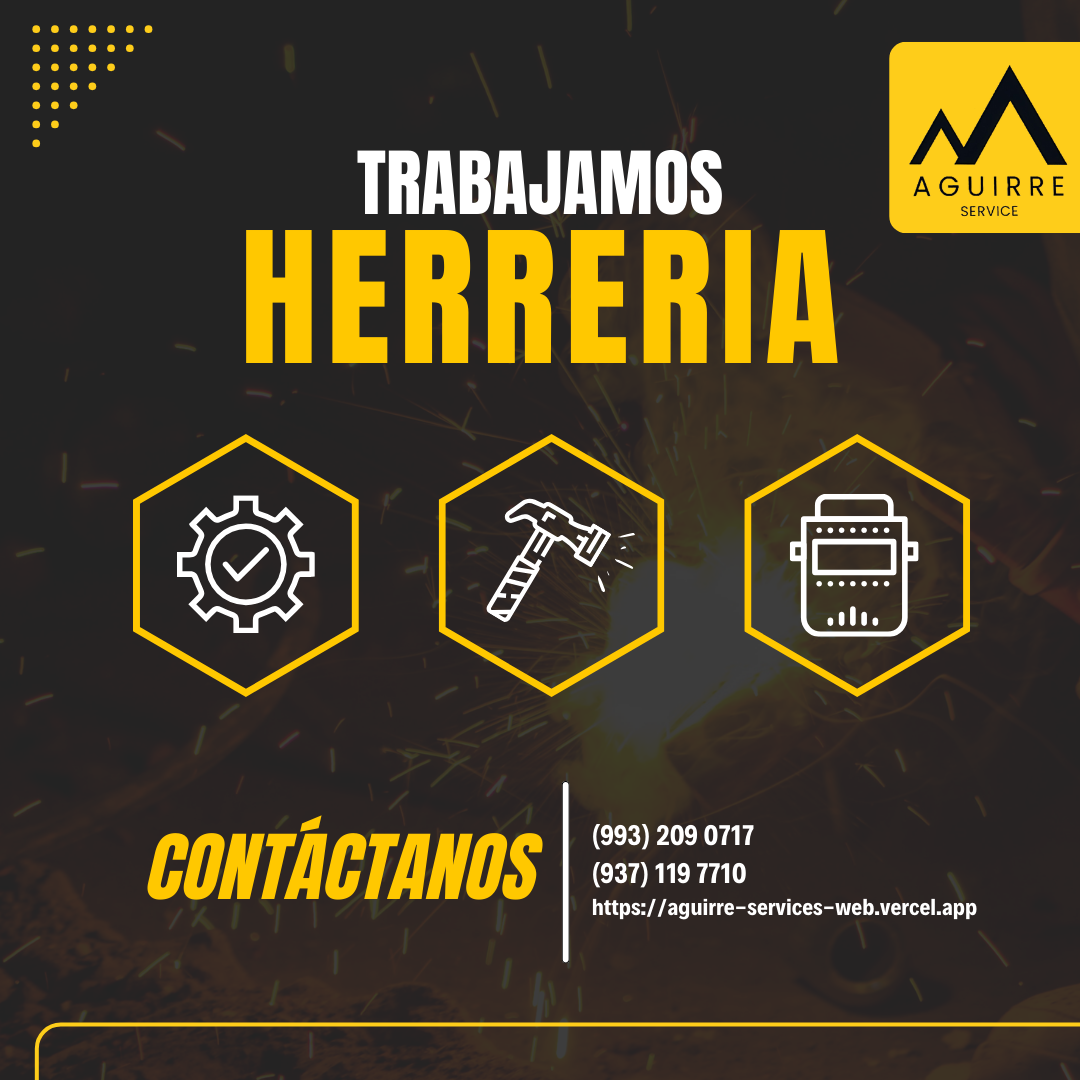 AGUIRRE
SERVICE
TRABAJAMOS
HERRERIA
CONTÁCTANOS
(993) 209 0717
(937) 119 7710
https://aguirre-services-web.vercel.app